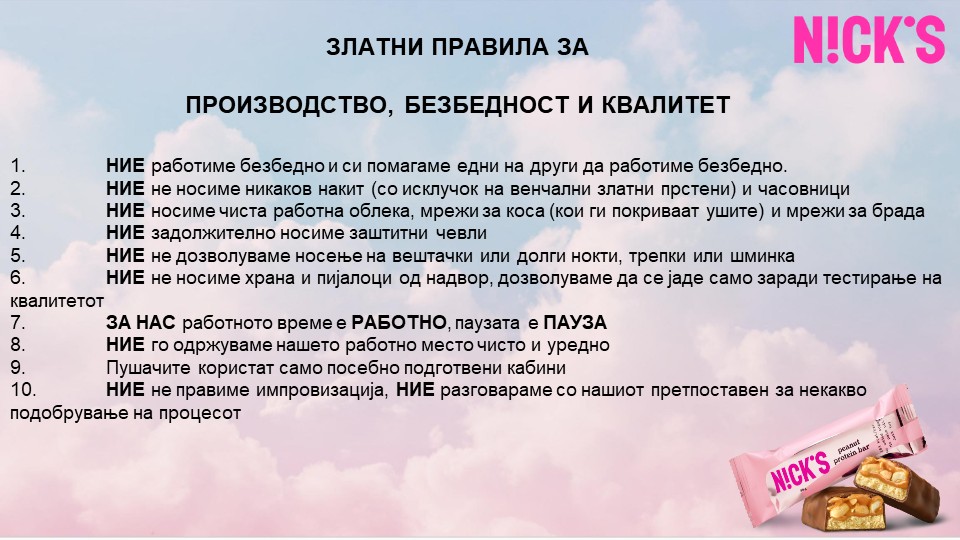 N!CK'S
ЗЛАТНИ ПРАВИЛА ЗА
ПРОИЗВОДСТВО, БЕЗБЕДНОСТ И КВАЛИТЕТ
1. НИЕ работиме безбедно и си помагаме едни на други да работиме безбедно.
2. НИЕ не носиме никаков накит (со исклучок на венчални златни прстени) и часовници
3. НИЕ носиме чиста работна облека, мрежи за коса (кои ги покриваат ушите) и мрежи за брада
4. НИЕ задолжително носиме заштитни чевли
5. НИЕ не дозволуваме носење на вештачки или долги нокти, трепки или шминка
6. НИЕ не носиме храна и пијалоци од надвор, дозволуваме да се јаде само заради тестирање на
квалитетот
7. ЗА НАС работното време е РАБОТНО, паузата е ПАУЗА
8. НИЕ го одржуваме нашето работно место чисто и уредно
9. Пушачите користат само посебно подготвени кабини
10. НИЕ не правиме импровизација, НИЕ разговараме со нашиот претпоставен за некакво
подобрување на процесот
N!CK'S
peanut
protein bar